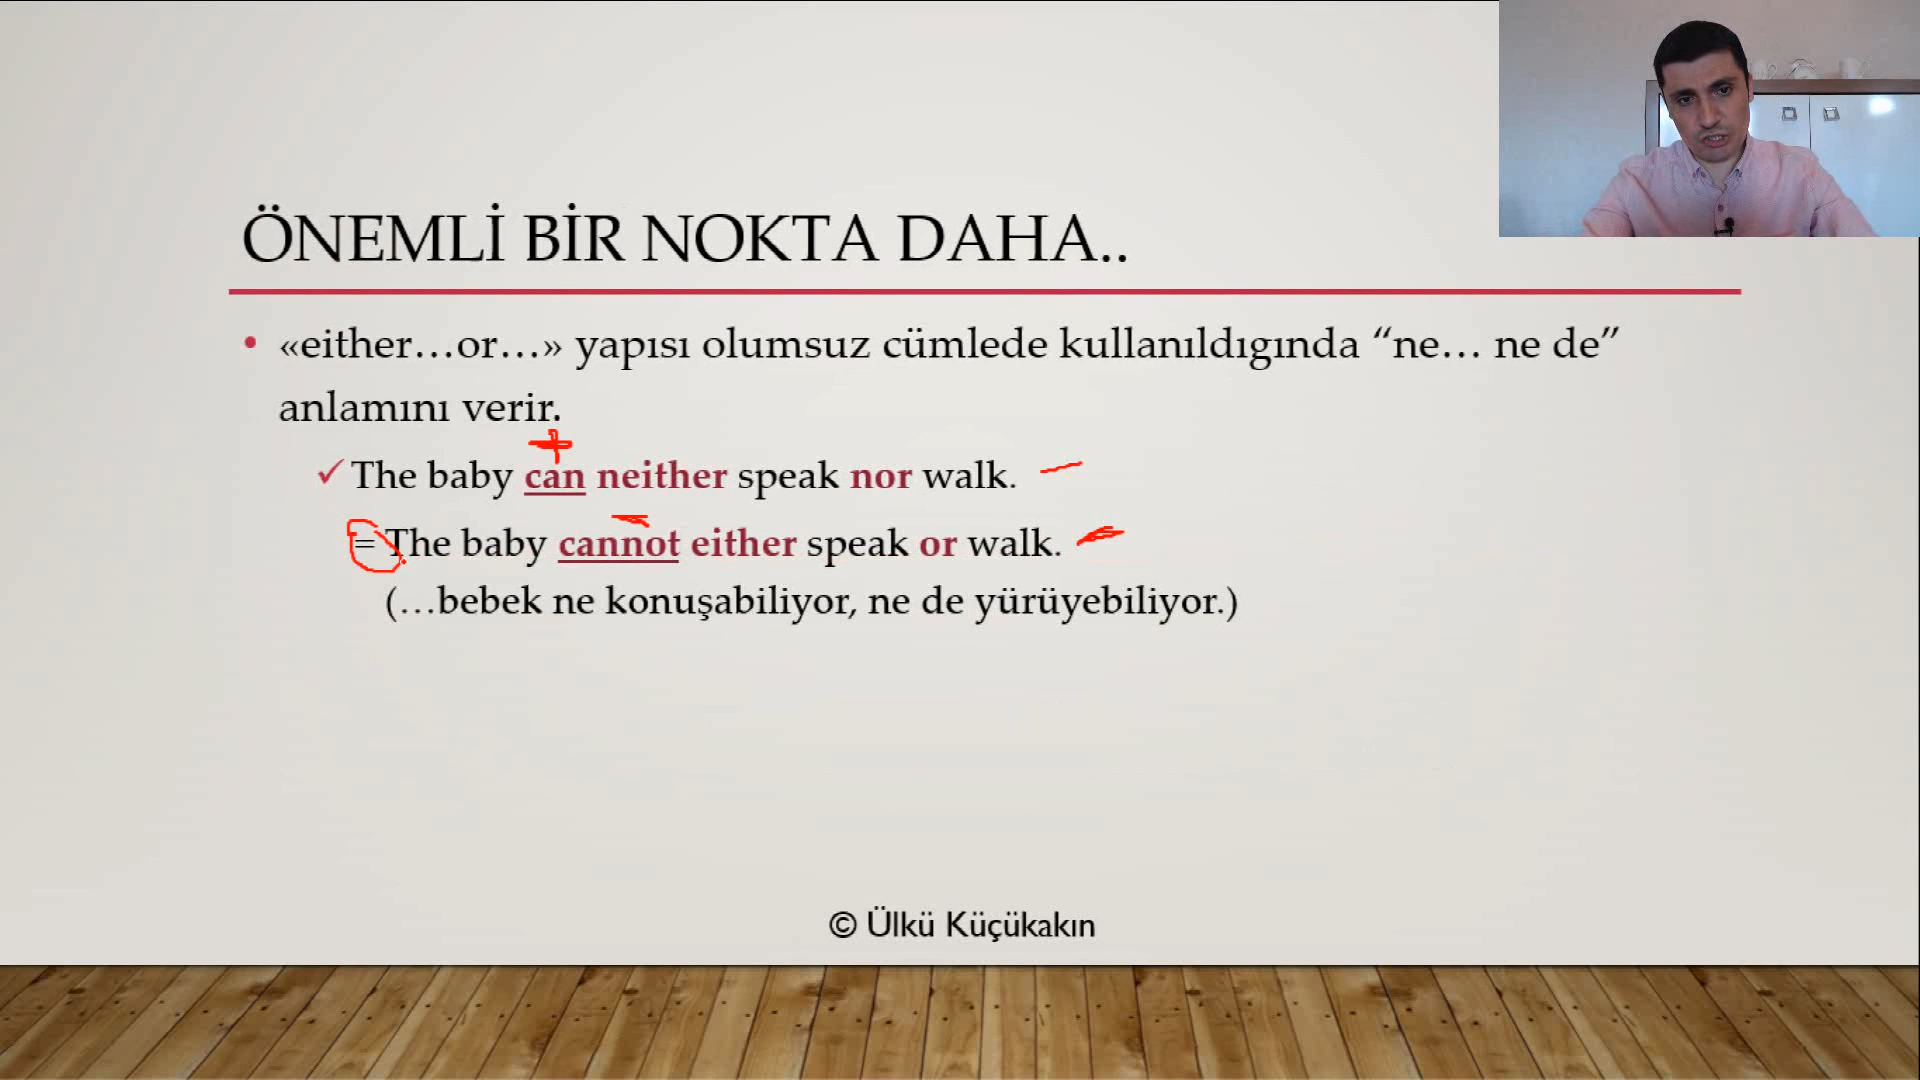 ÖNEMLİ BİR NOKTA DAHA..
• «either…or…» yapısı olumsuz cümlede kullanıldıgında “ne… ne de”
anlamını verir.
+
✓ The baby can neither speak nor walk. –
–
= The baby cannot either speak or walk. –
(…bebek ne konuşabiliyor, ne de yürüyebiliyor.)
© Ülkü Küçükakın